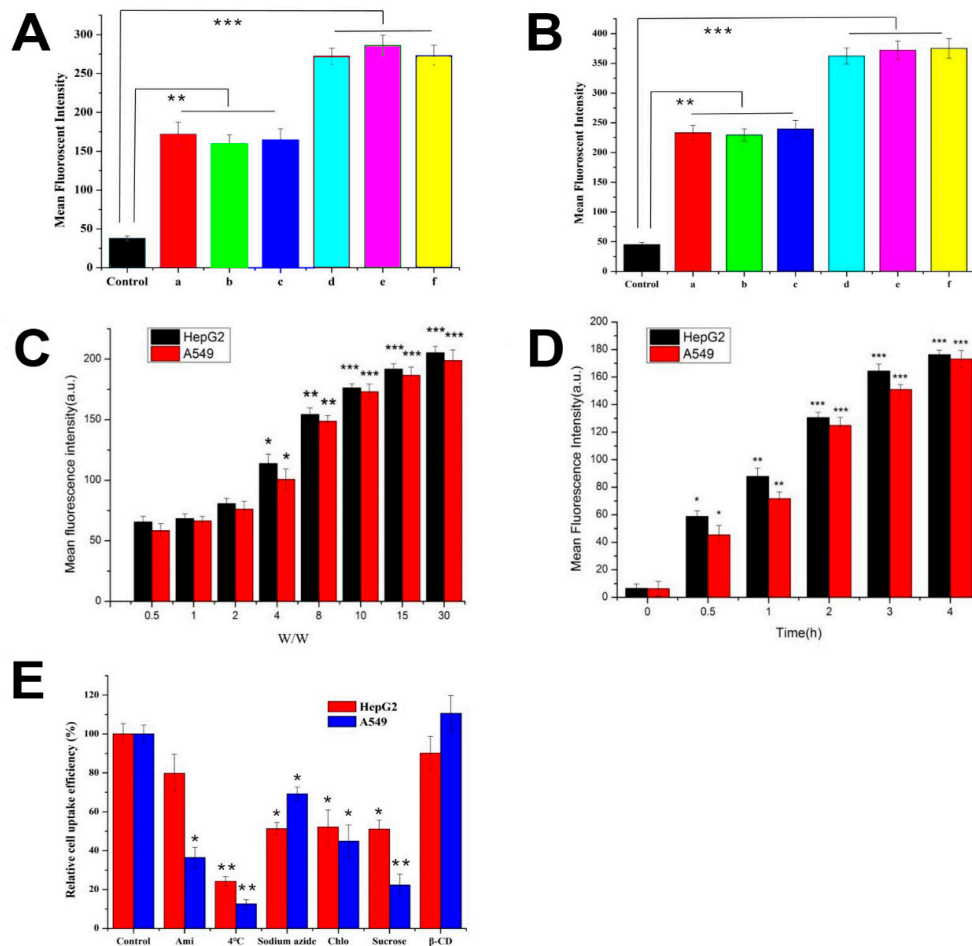 A
***
**
Mean Fluoroscent Intensity
300
250
200
150
100
50
0
Control a b c d e f
B
***
**
Mean Fluoroscent Intensity
400
350
300
250
200
150
100
50
0
Control a b c d e f
C
HepG2
A549
* * ** ** *** *** *** *** *** ***
Mean fluorescence intensity(a.u.)
200
150
100
50
0
0.5 1 2 4 8 10 15 30
W/W
D
HepG2
A549
* * ** ** *** *** *** *** *** ***
Mean Fluorescence Intensity(a.u.)
200
180
160
140
120
100
80
60
40
20
0
0 0.5 1 2 3 4
Time(h)
E
HepG2
A549
* ** ** * * * * * **
Relative cell uptake efficiency (%)
120
100
80
60
40
20
0
Control Ami 4°C Sodium azide Chlo Sucrose β-CD